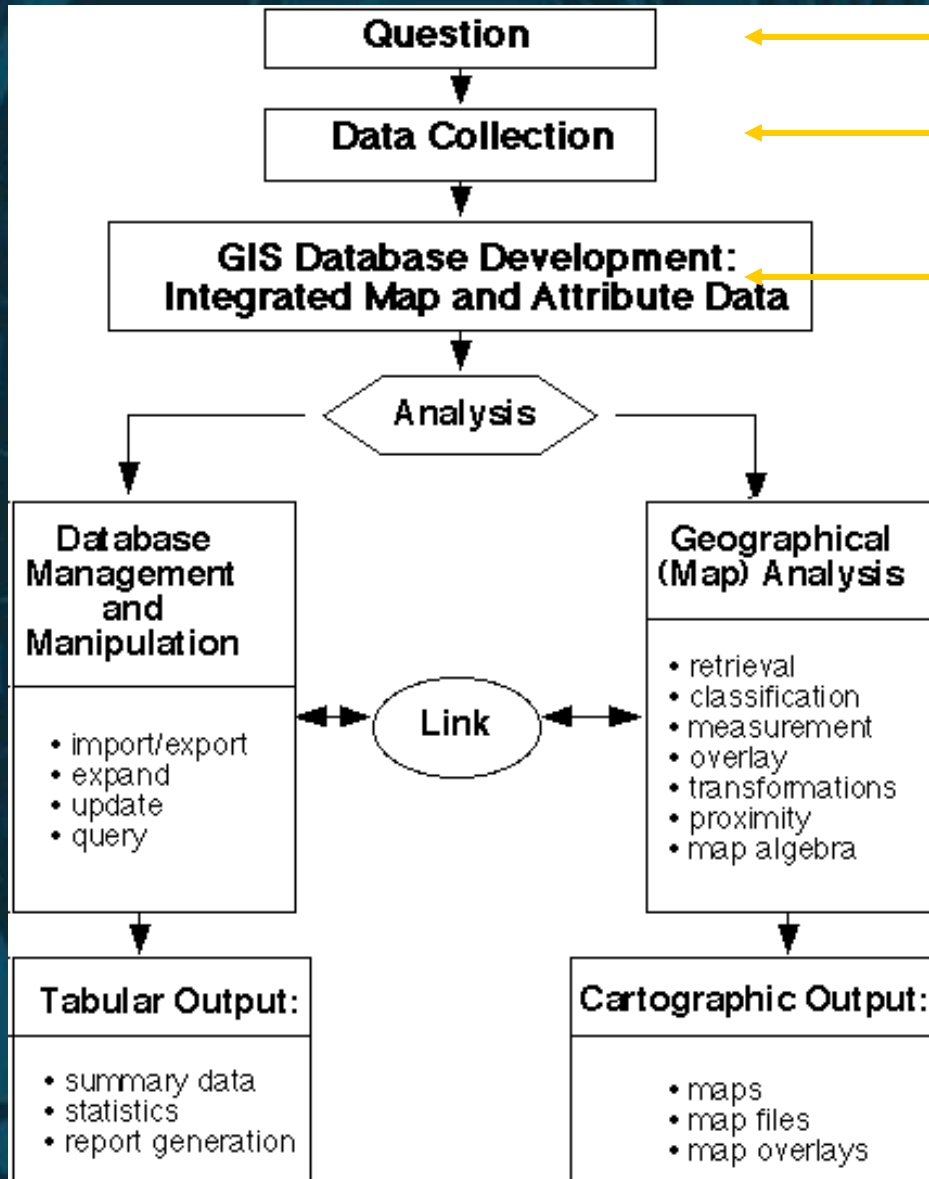 Question
Data Collection
GIS Database Development:
Integrated Map and Attribute Data
Analysis
Database
Management
and
Manipulation
• import/export
• expand
• update
• query
Link
Geographical
(Map) Analysis
• retrieval
• classification
• measurement
• overlay
• transformations
• proximity
• map algebra
Tabular Output:
• summary data
• statistics
• report generation
Cartographic Output:
• maps
• map files
• map overlays